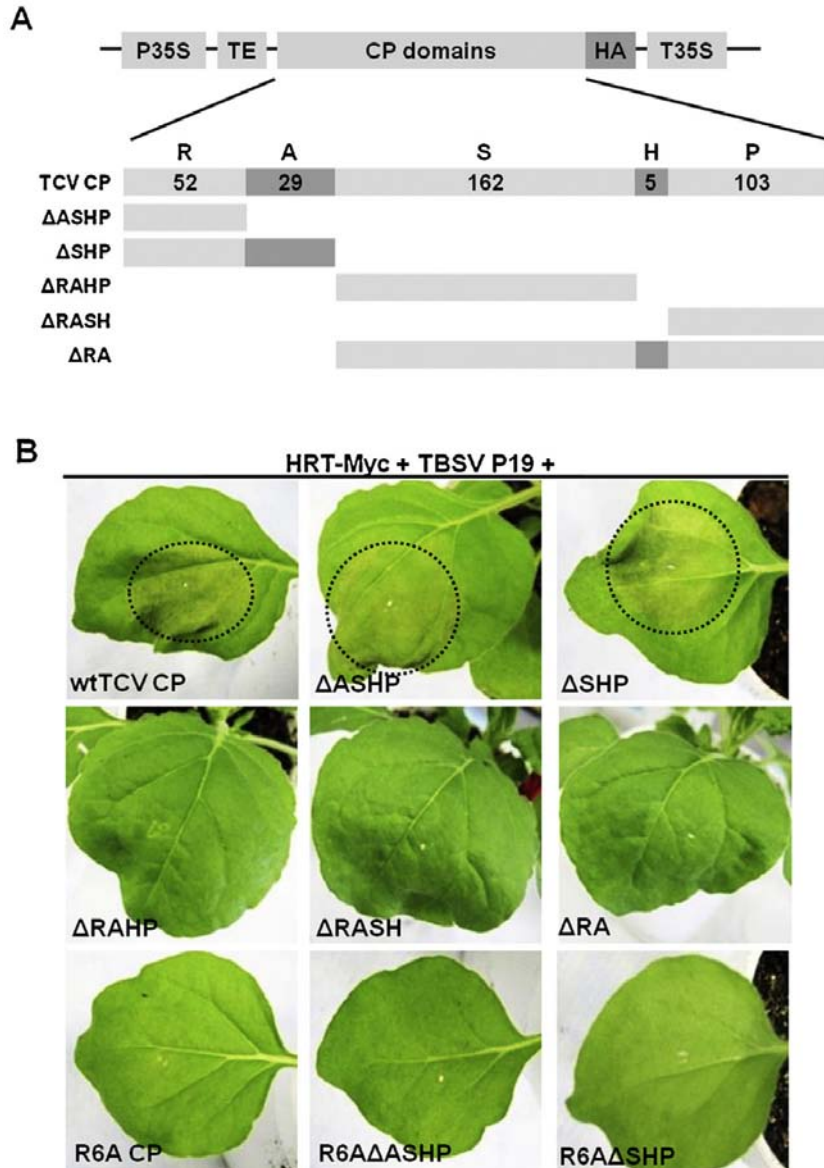 A
P35S TE CP domains HA T35S
R A S H P
TCV CP 52 29 162 5 103
ΔASHP
ΔSHP
ΔRAHP
ΔRASH
ΔRA
B
HRT-Myc + TBSV P19 +
wtTCV CP ΔASHP ΔSHP
ΔRAHP ΔRASH ΔRA
R6A CP R6AΔASHP R6AΔSHP